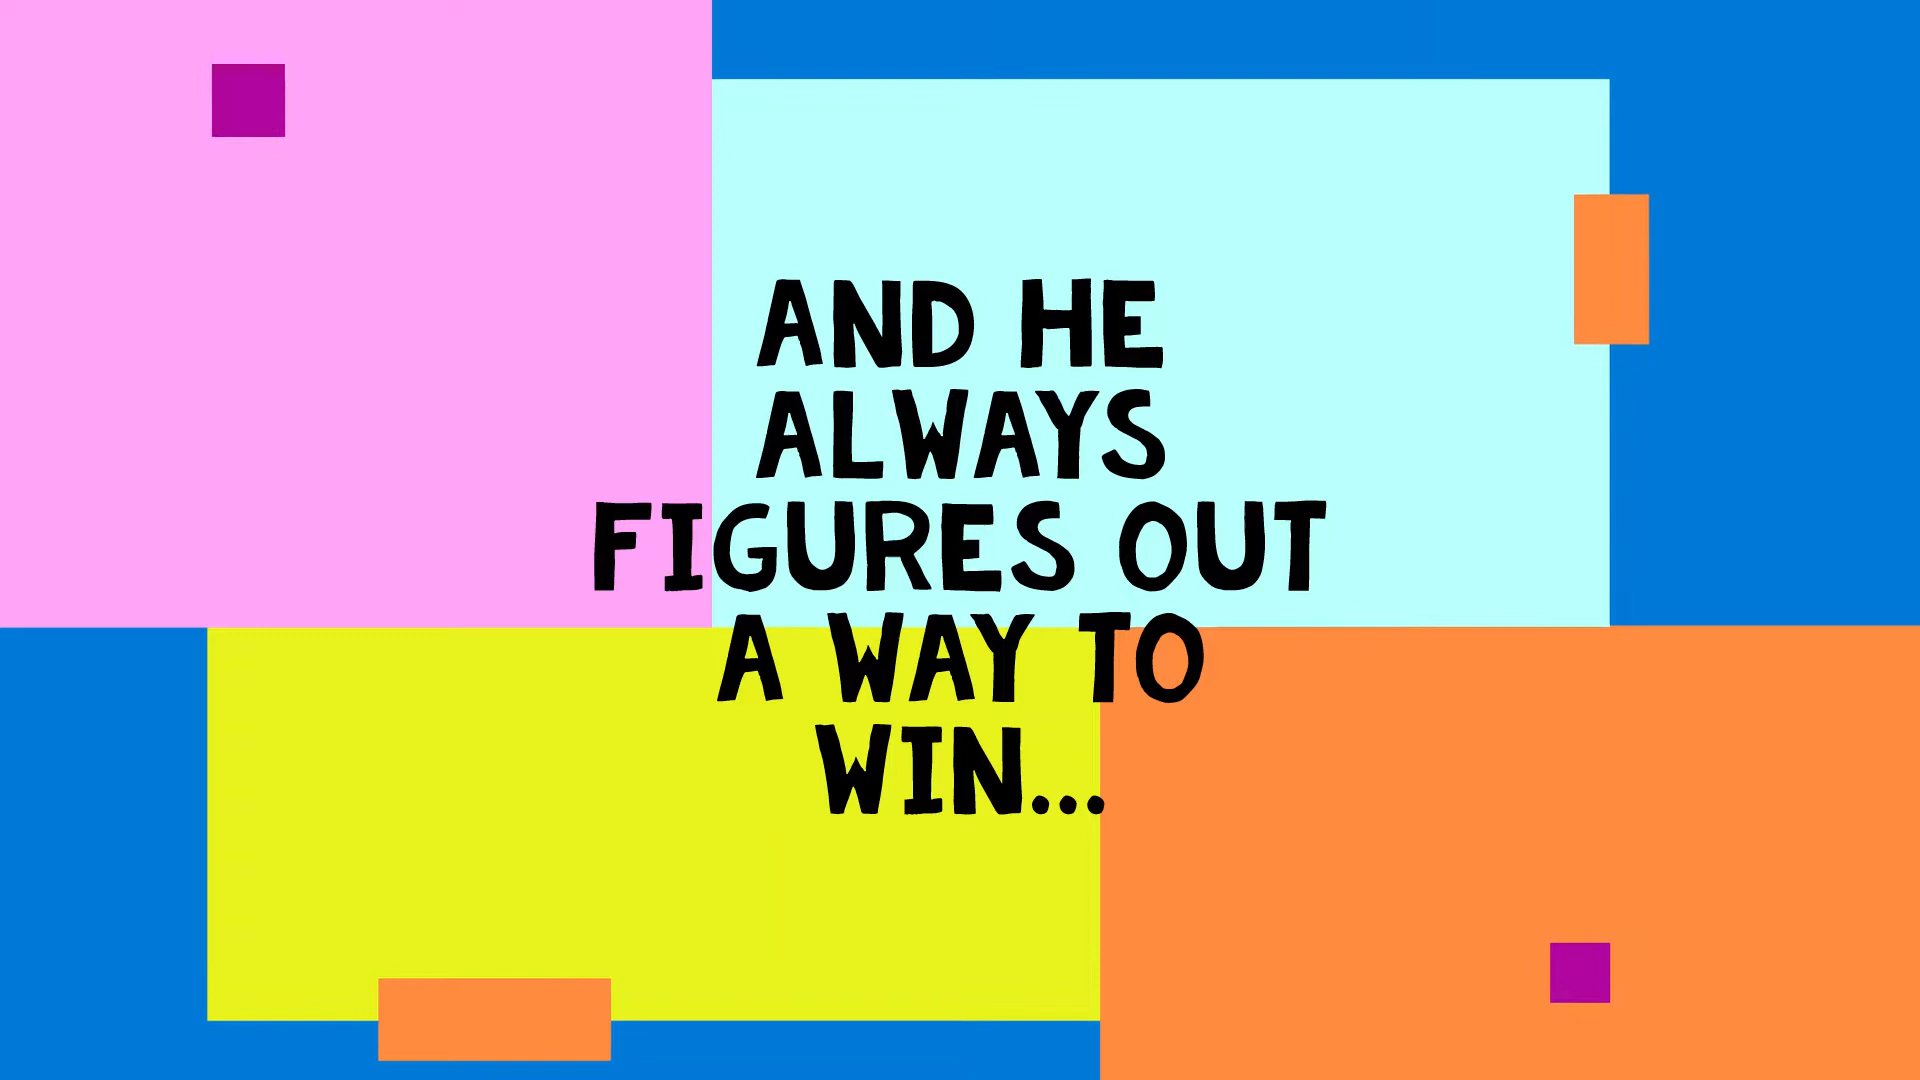 AND HE
ALWAYS
FIGURES OUT
A WAY TO
WIN...